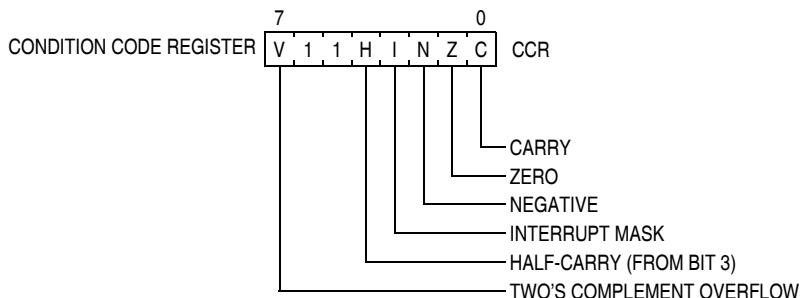 7 0
CONDITION CODE REGISTER V 1 1 H I N Z C CCR
CARRY
ZERO
NEGATIVE
INTERRUPT MASK
HALF-CARRY (FROM BIT 3)
TWO'S COMPLEMENT OVERFLOW